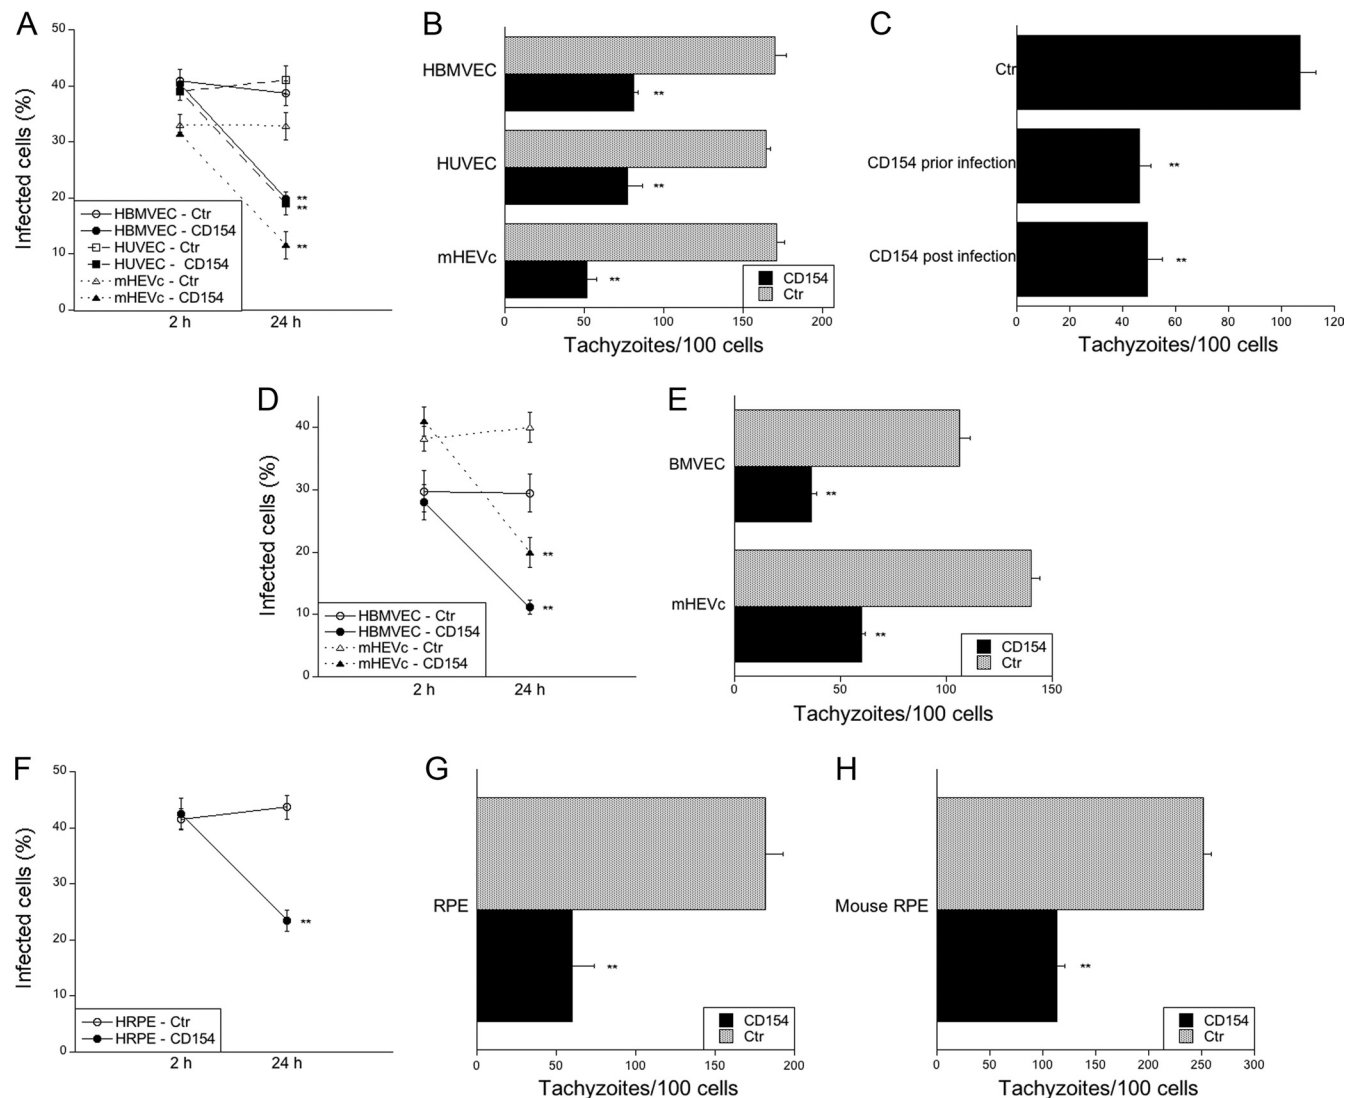 A
Infected cells (%)
50
40
30
20
10
0
**
**
**
HBMVEC - Ctr
HBMVEC - CD154
HUVEC - Ctr
HUVEC - CD154
mHEVc - Ctr
mHEVc - CD154
2 h 24 h
B
HBMVEC
**
HUVEC
**
mHEVc
**
CD154
Ctr
0 50 100 150 200
Tachyzoites/100 cells
C
Ctr
CD154 prior infection
**
CD154 post infection
**
0 20 40 60 80 100 120
Tachyzoites/100 cells
D
Infected cells (%)
40
30
20
10
0
**
**
HBMVEC - Ctr
HBMVEC - CD154
mHEVc - Ctr
mHEVc - CD154
2 h 24 h
E
BMVEC
**
mHEVc
**
CD154
Ctr
0 50 100 150
Tachyzoites/100 cells
F
Infected cells (%)
50
40
30
20
10
0
**
HRPE - Ctr
HRPE - CD154
2 h 24 h
G
RPE
**
CD154
Ctr
0 50 100 150 200
Tachyzoites/100 cells
H
Mouse RPE
**
CD154
Ctr
0 50 100 150 200 250 300
Tachyzoites/100 cells